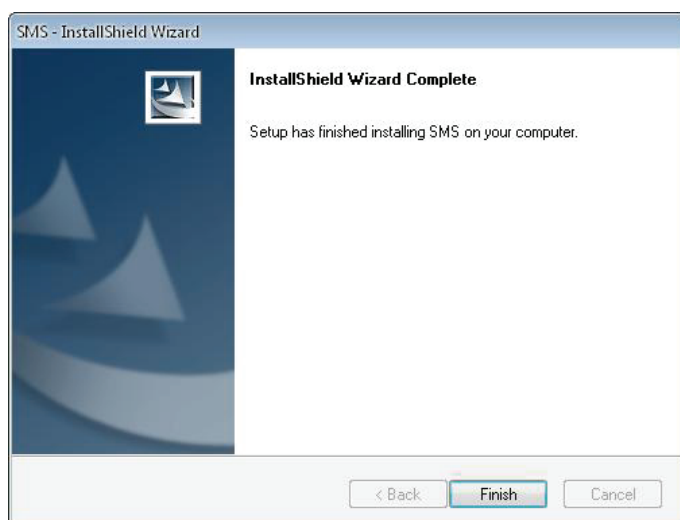 SMS - InstallShield Wizard
InstallShield Wizard Complete
Setup has finished installing SMS on your computer.
< Back
Finish
Cancel